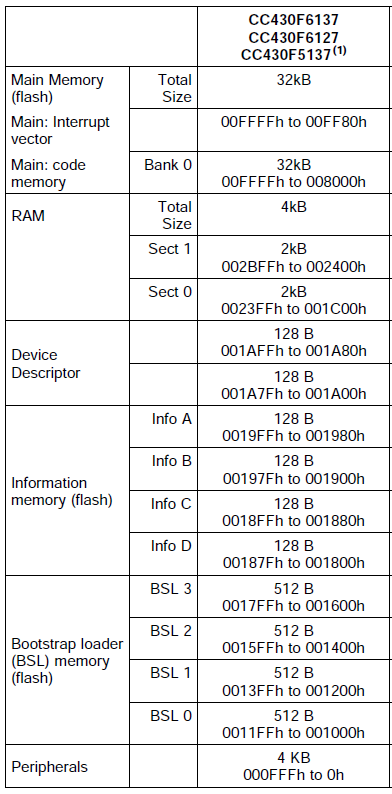 CC430F6137
CC430F6127
CC430F5137(1)
Main Memory (flash) Total Size 32kB
Main: Interrupt vector 00FFFFh to 00FF80h
Main: code memory Bank 0 32kB
00FFFFh to 008000h
RAM Total Size 4kB
Sect 1 2kB
002BFFh to 002400h
Sect 0 2kB
0023FFh to 001C00h
Device Descriptor 128 B
001AFFh to 001A80h
128 B
001A7Fh to 001A00h
Information memory (flash) Info A 128 B
0019FFh to 001980h
Info B 128 B
00197Fh to 001900h
Info C 128 B
0018FFh to 001880h
Info D 128 B
00187Fh to 001800h
Bootstrap loader (BSL) memory (flash) BSL 3 512 B
0017FFh to 001600h
BSL 2 512 B
0015FFh to 001400h
BSL 1 512 B
0013FFh to 001200h
BSL 0 512 B
0011FFh to 001000h
Peripherals 4 KB
000FFFh to 0h